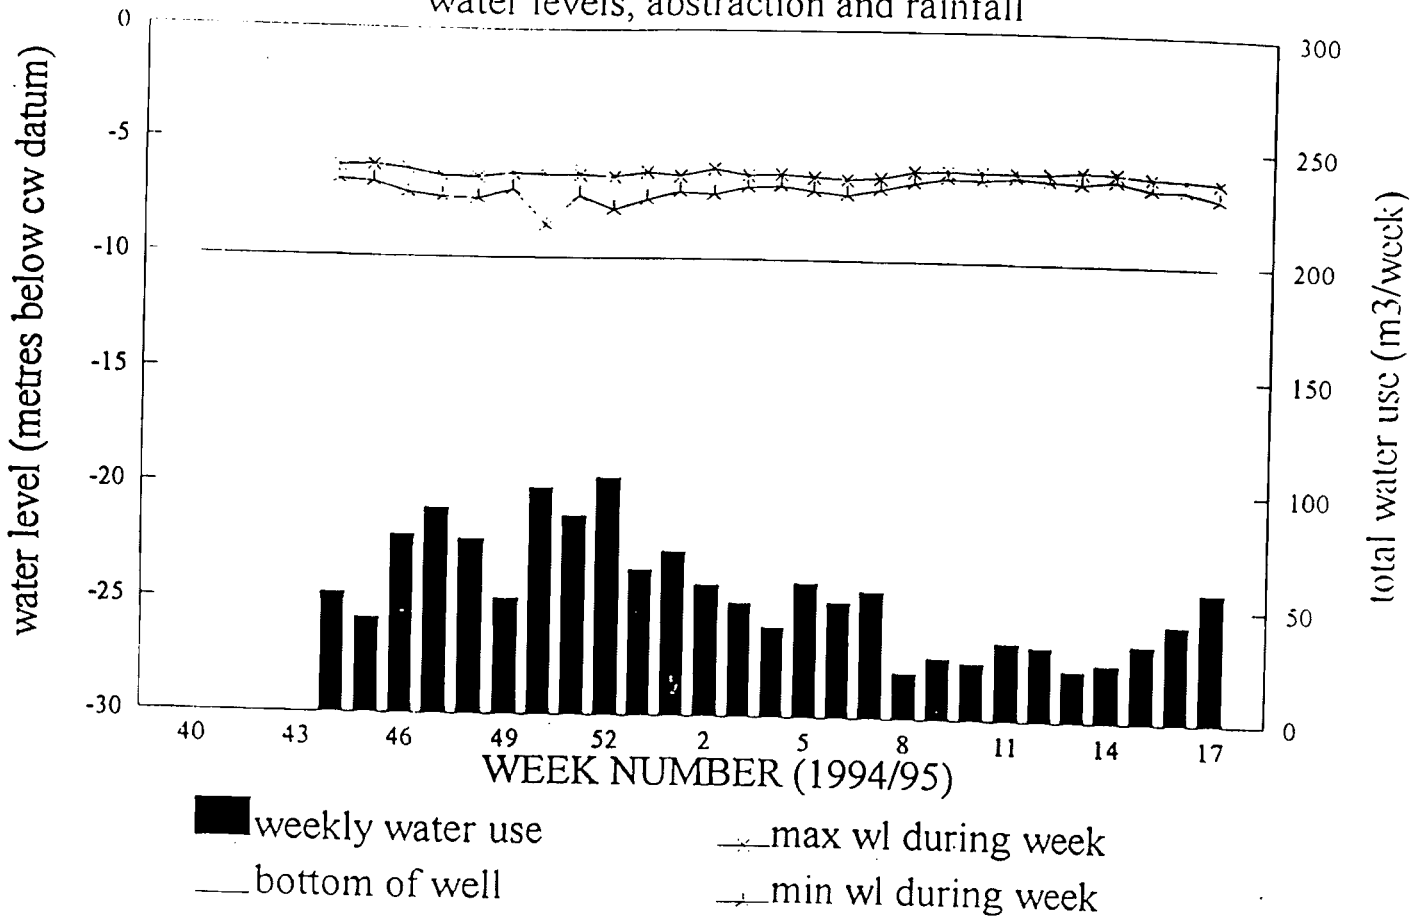 water levels, abstraction and rainfall
0
-5
-10
-15
-20
-25
-30
water level (metres below cw datum)
300
250
200
150
100
50
0
total water use (m3/week)
40 43 46 49 52 2 5 8 11 14 17
WEEK NUMBER (1994/95)
weekly water use
max wl during week
bottom of well
min wl during week